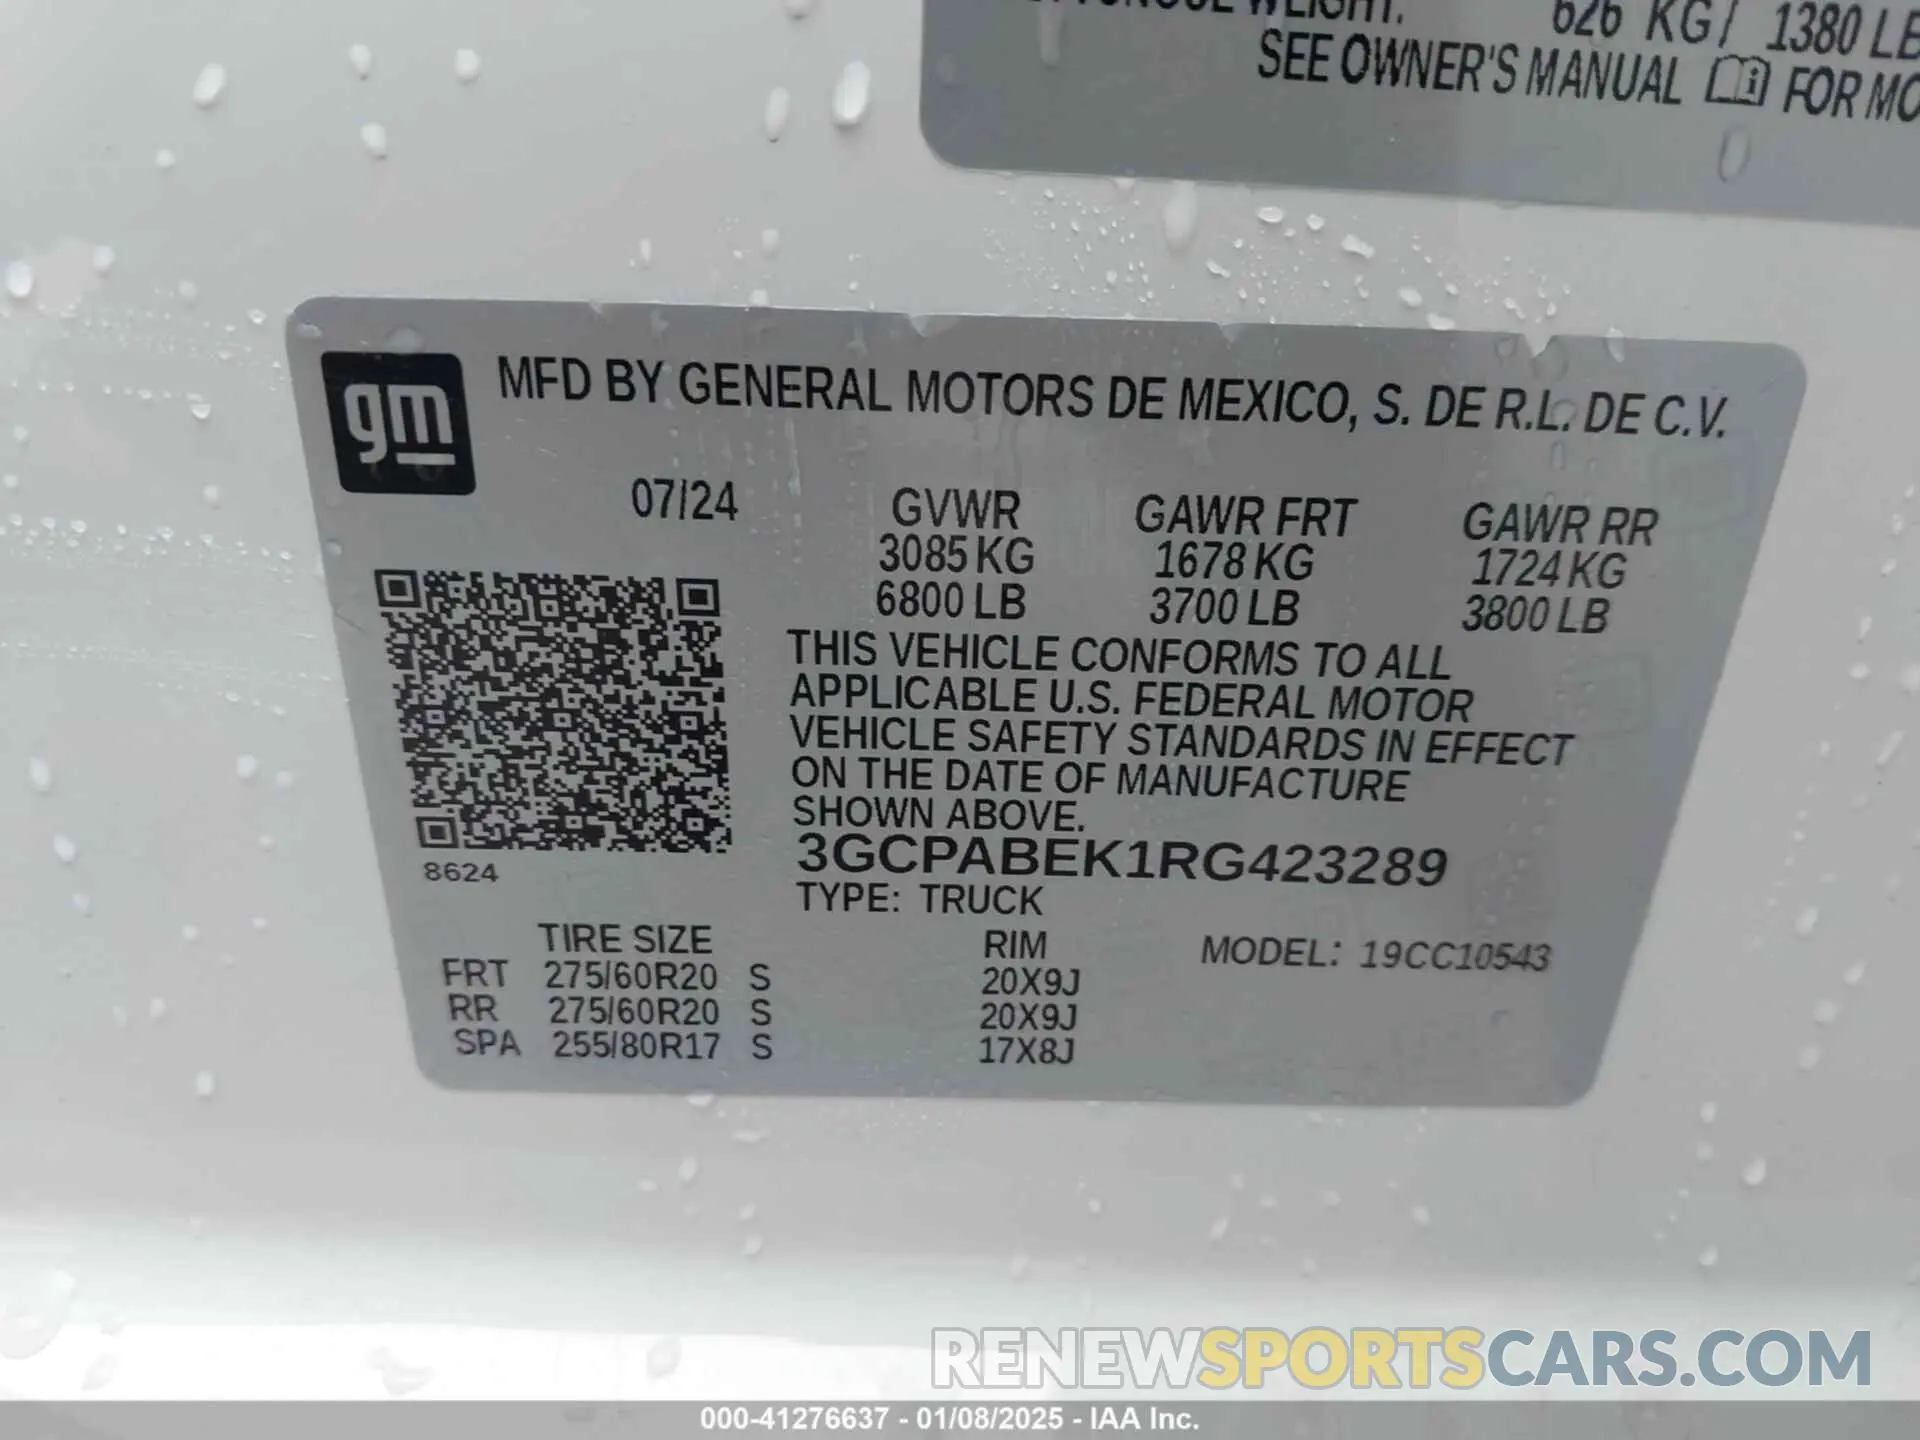 WEIGHT: 626 KG / 1380 LB
SEE OWNER'S MANUAL FOR MO
gm
MFD BY GENERAL MOTORS DE MEXICO, S. DE R.L. DE C.V.
07/24
GVWR GAWR FRT GAWR RR
3085 KG 1678 KG 1724 KG
6800 LB 3700 LB 3800 LB
THIS VEHICLE CONFORMS TO ALL
APPLICABLE U.S. FEDERAL MOTOR
VEHICLE SAFETY STANDARDS IN EFFECT
ON THE DATE OF MANUFACTURE
SHOWN ABOVE.
3GCPABEK1RG423289
8624
TYPE: TRUCK
TIRE SIZE RIM MODEL: 19CC10543
FRT 275/60R20 S 20X9J
RR 275/60R20 S 20X9J
SPA 255/80R17 S 17X8J
RENEWSPORTSCARS.COM
000-41276637 - 01/08/2025 - IAA Inc.